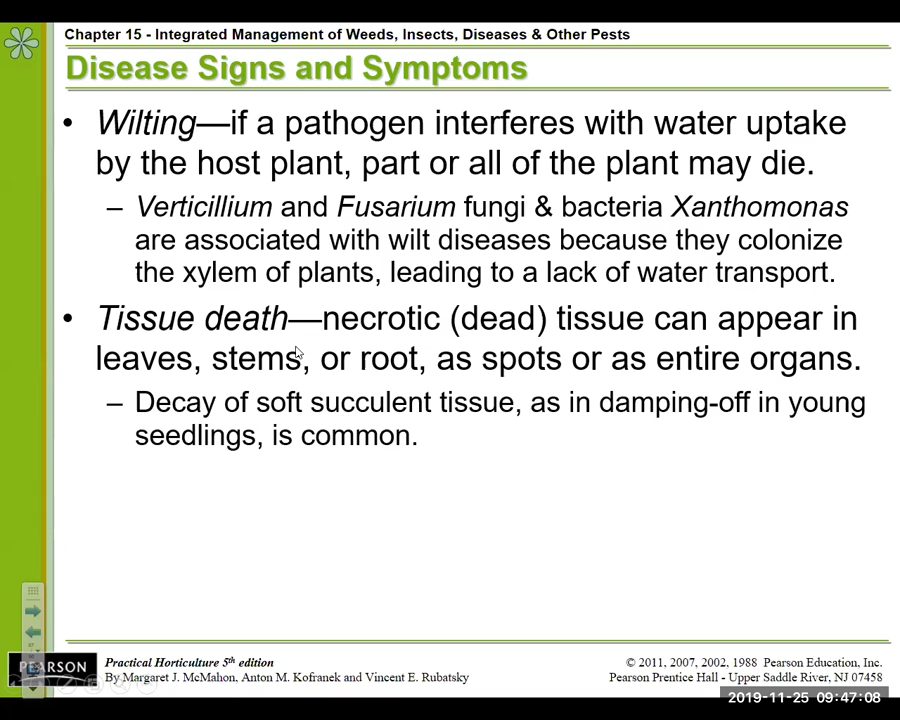 Chapter 15 - Integrated Management of Weeds, Insects, Diseases & Other Pests
Disease Signs and Symptoms
• Wilting—if a pathogen interferes with water uptake
by the host plant, part or all of the plant may die.
– Verticillium and Fusarium fungi & bacteria Xanthomonas
are associated with wilt diseases because they colonize
the xylem of plants, leading to a lack of water transport.
• Tissue death—necrotic (dead) tissue can appear in
leaves, stems, or root, as spots or as entire organs.
– Decay of soft succulent tissue, as in damping-off in young
seedlings, is common.
PEARSON
Practical Horticulture 5th edition
By Margaret J. McMahon, Anton M. Kofranek and Vincent E. Rubatsky
© 2011, 2007, 2002, 1988 Pearson Education, Inc.
Pearson Prentice Hall - Upper Saddle River, NJ 07458
2019-11-25 09:47:08